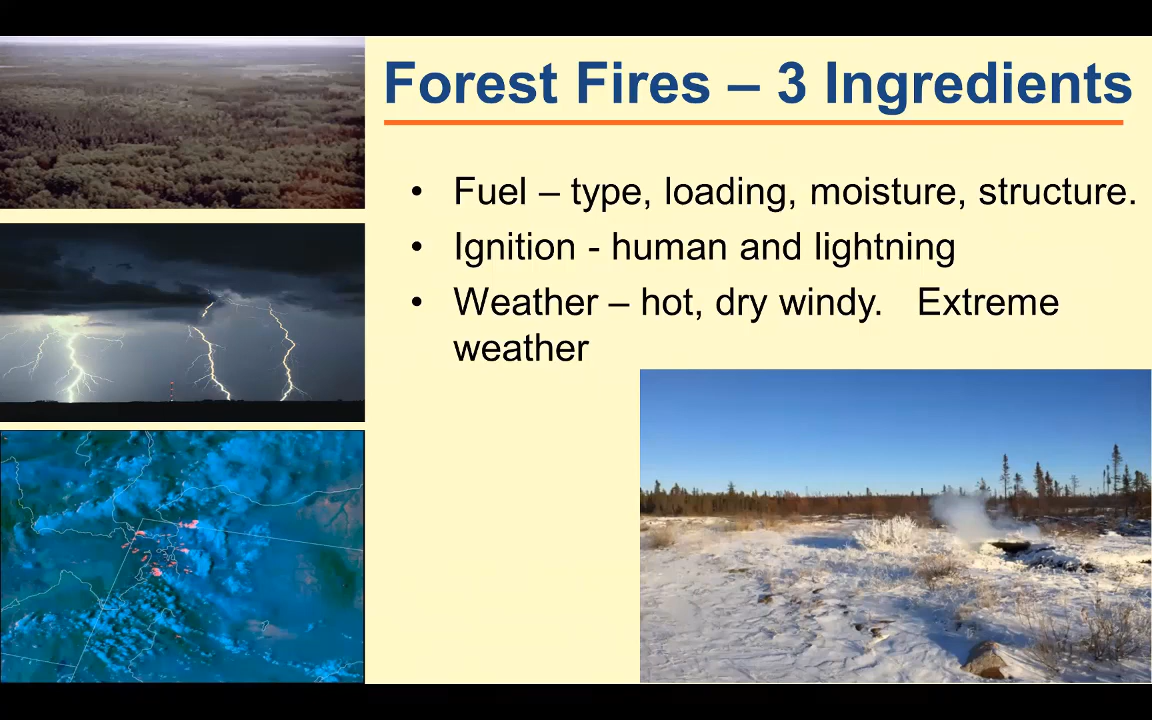 Forest Fires – 3 Ingredients
• Fuel – type, loading, moisture, structure.
• Ignition - human and lightning
• Weather – hot, dry windy. Extreme
weather